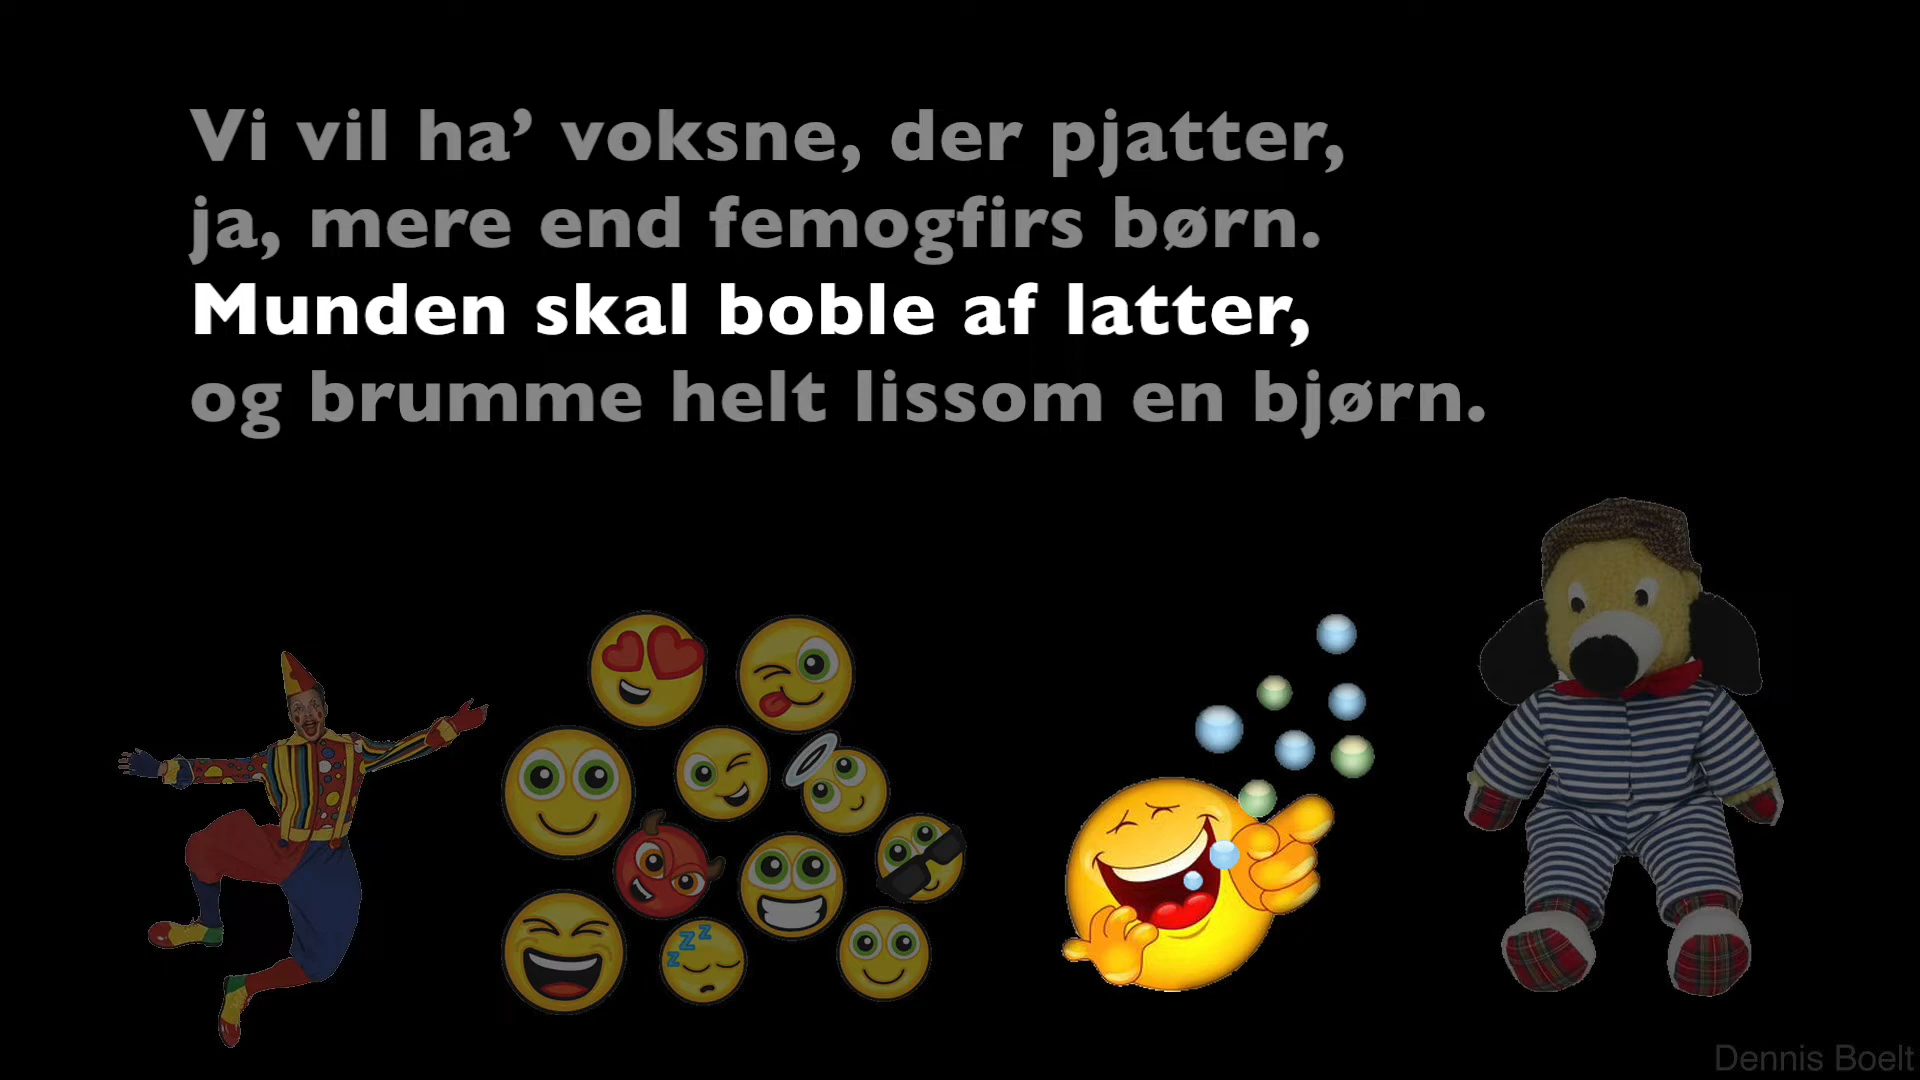 Vi vil ha’ voksne, der pjatter,
ja, mere end femogfirs børn.
Munden skal boble af latter,
og brumme helt lissom en bjørn.
z z z
Dennis Boelt